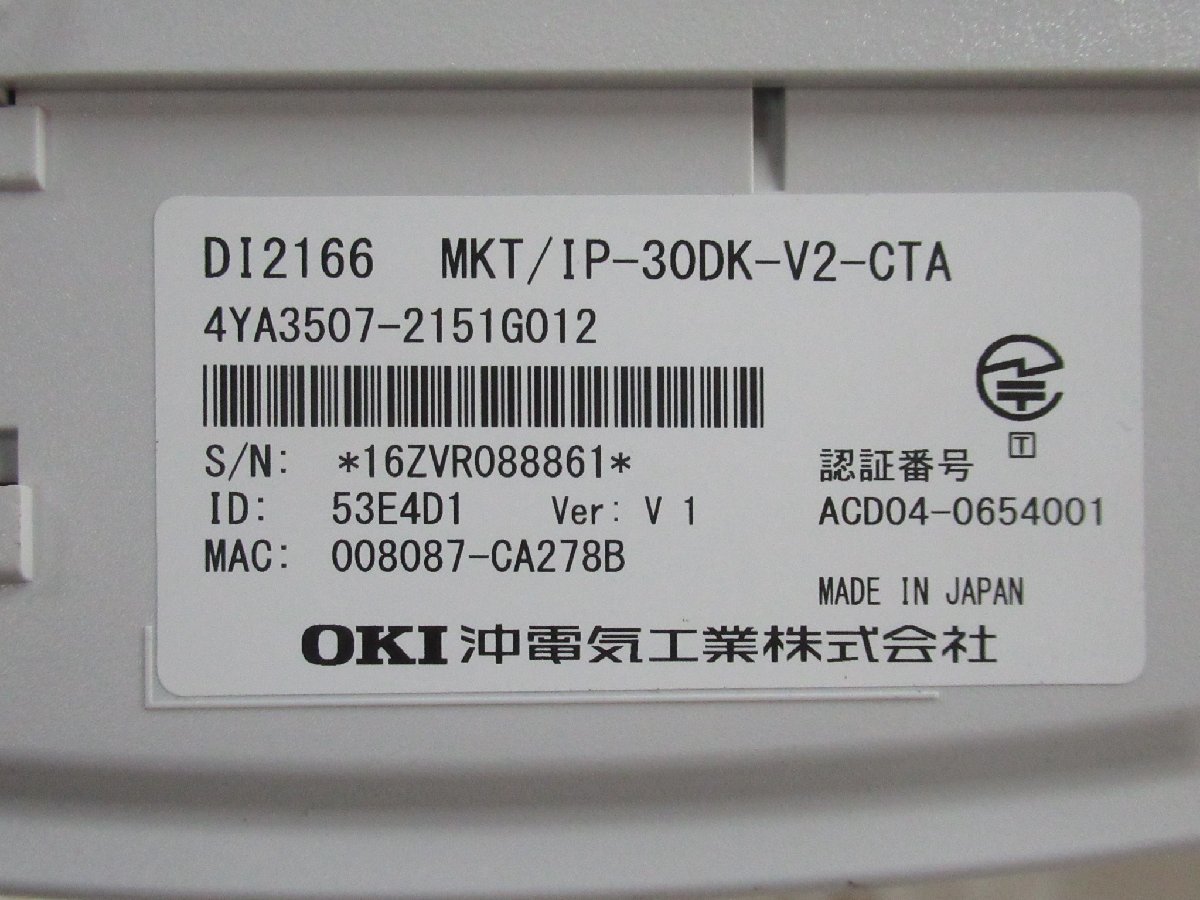 DI2166 MKT/IP-30DK-V2-CTA
4YA3507-2151G012
S/N: *16ZVR088861*
ID: 53E4D1 Ver: V 1
MAC: 008087-CA278B
T
認証番号
ACD04-0654001
MADE IN JAPAN
OKI 沖電気工業株式会社